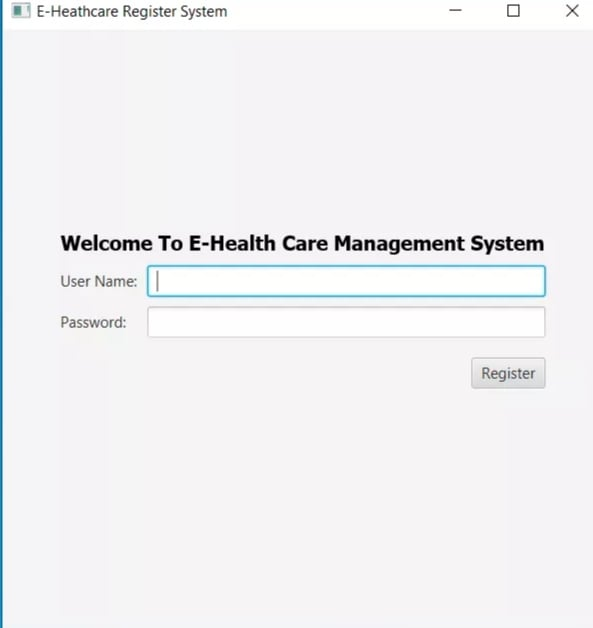 E-Heathcare Register System
Welcome To E-Health Care Management System
User Name:
Password:
Register